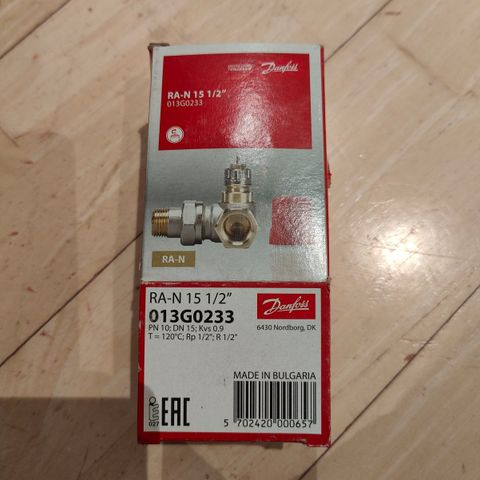 Danfoss
RA-N 15 1/2"
013G0233
RA-N
RA-N 15 1/2"
013G0233
PN 10; DN 15; Kvs 0.9
T = 120°C; Rp 1/2"; R 1/2"
Danfoss
6430 Nordborg, DK
MADE IN BULGARIA
027
EAC
5 702420 000657